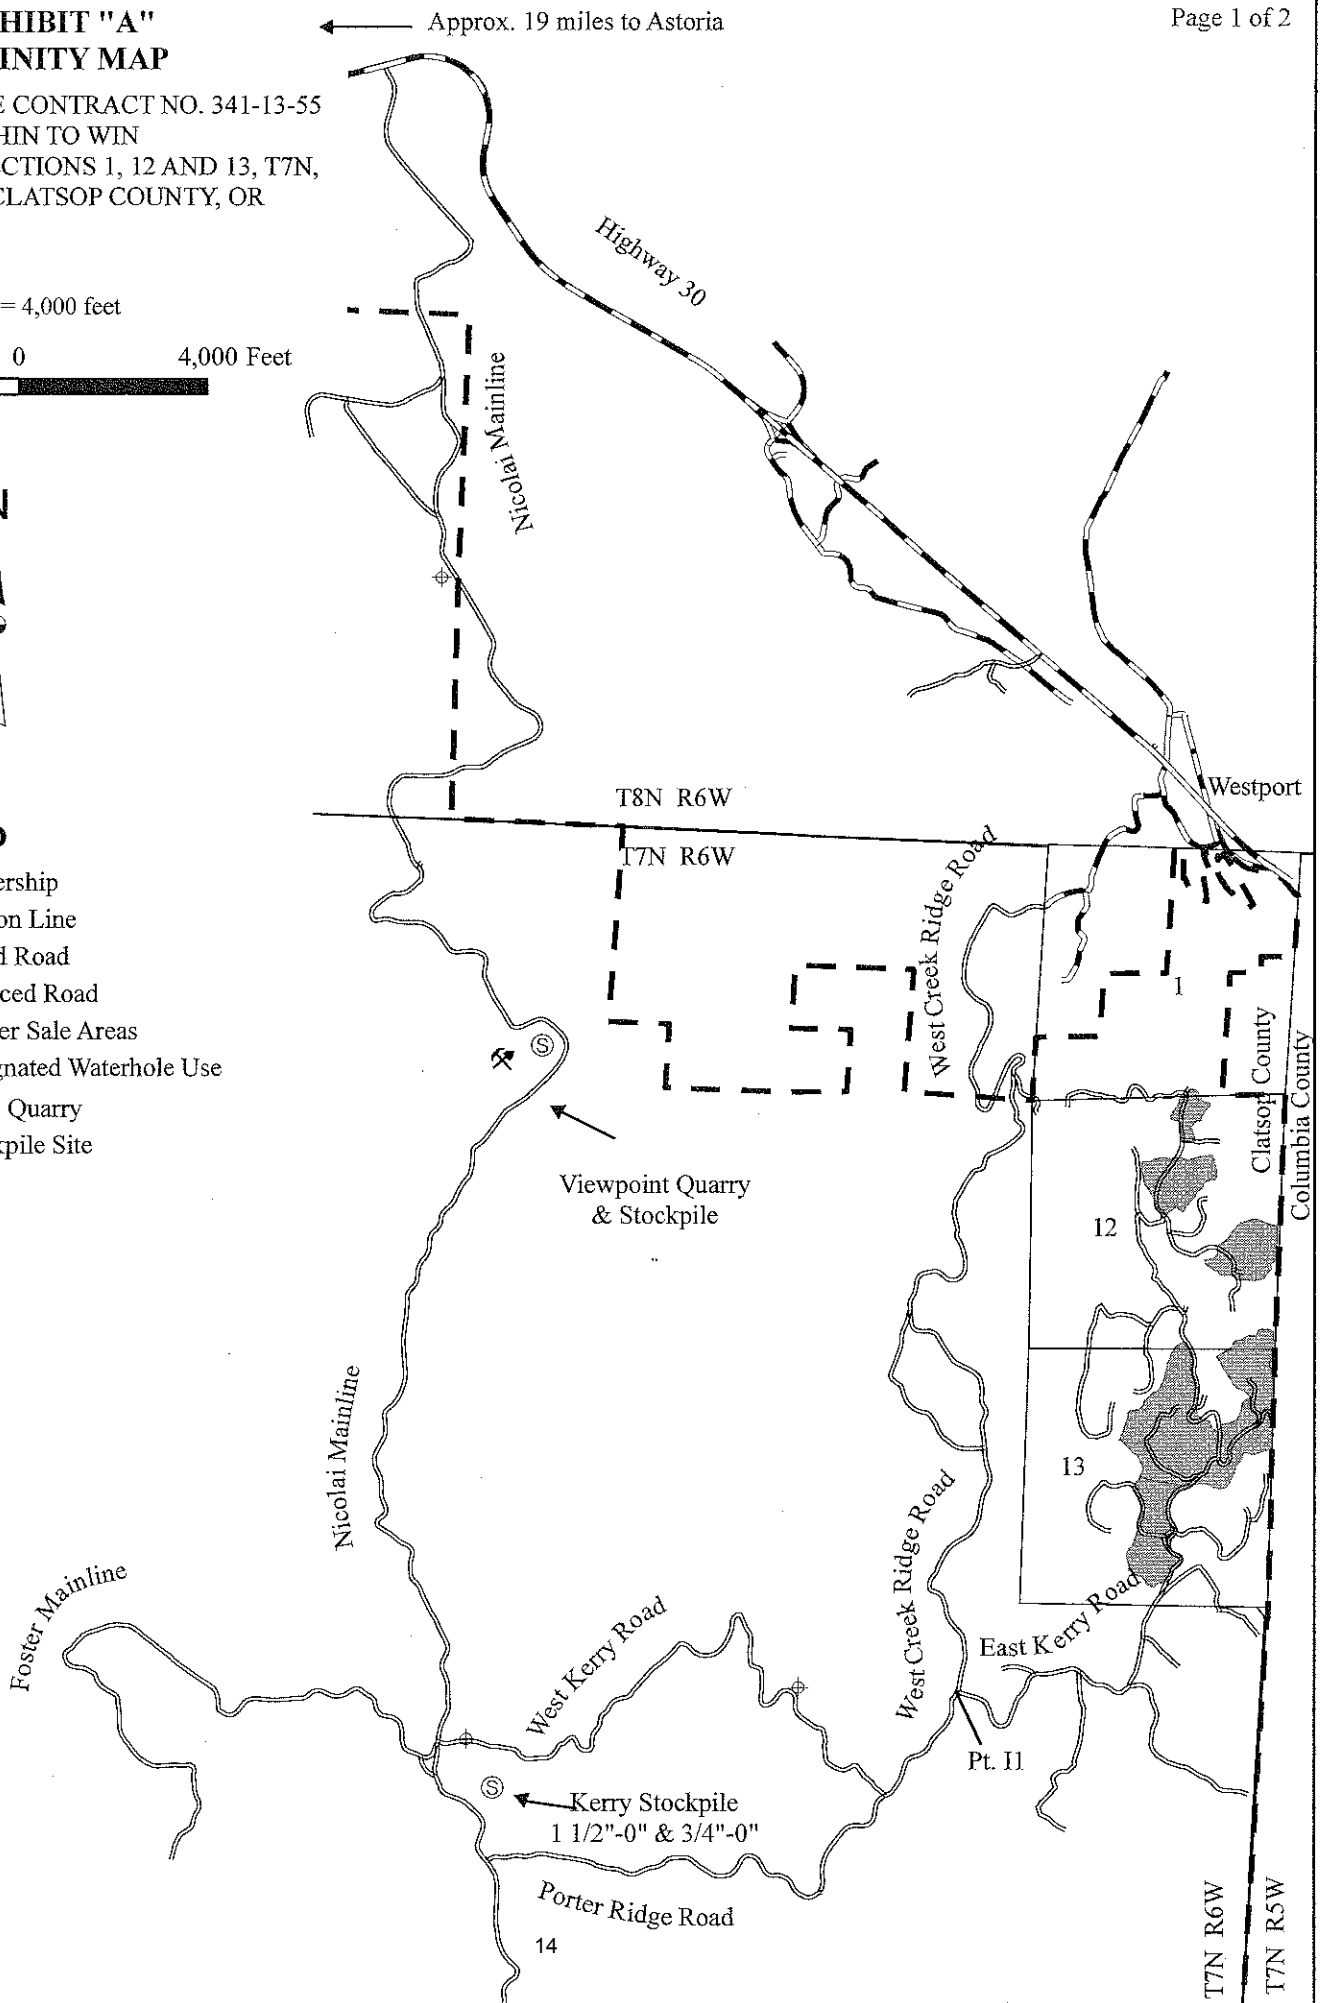 HIBIT "A"
INITY MAP
CONTRACT NO. 341-13-55
HIN TO WIN
CTIONS 1, 12 AND 13, T7N,
CLATSOP COUNTY, OR
= 4,000 feet
0 4,000 Feet
Approx. 19 miles to Astoria
Page 1 of 2
Highway 30
Nicolai Mainline
Westport
T8N R6W
T7N R6W
West Creek Ridge Road
1
Clatsop County
Columbia County
ership
on Line
d Road
ced Road
er Sale Areas
gnated Waterhole Use
Quarry
kpile Site
S
Viewpoint Quarry
& Stockpile
12
13
Nicolai Mainline
Foster Mainline
West Kerry Road
West Creek Ridge Road
East Kerry Road
Pt. I1
S
Kerry Stockpile
1 1/2"-0" & 3/4"-0"
Porter Ridge Road
14
T7N R6W
T7N R5W